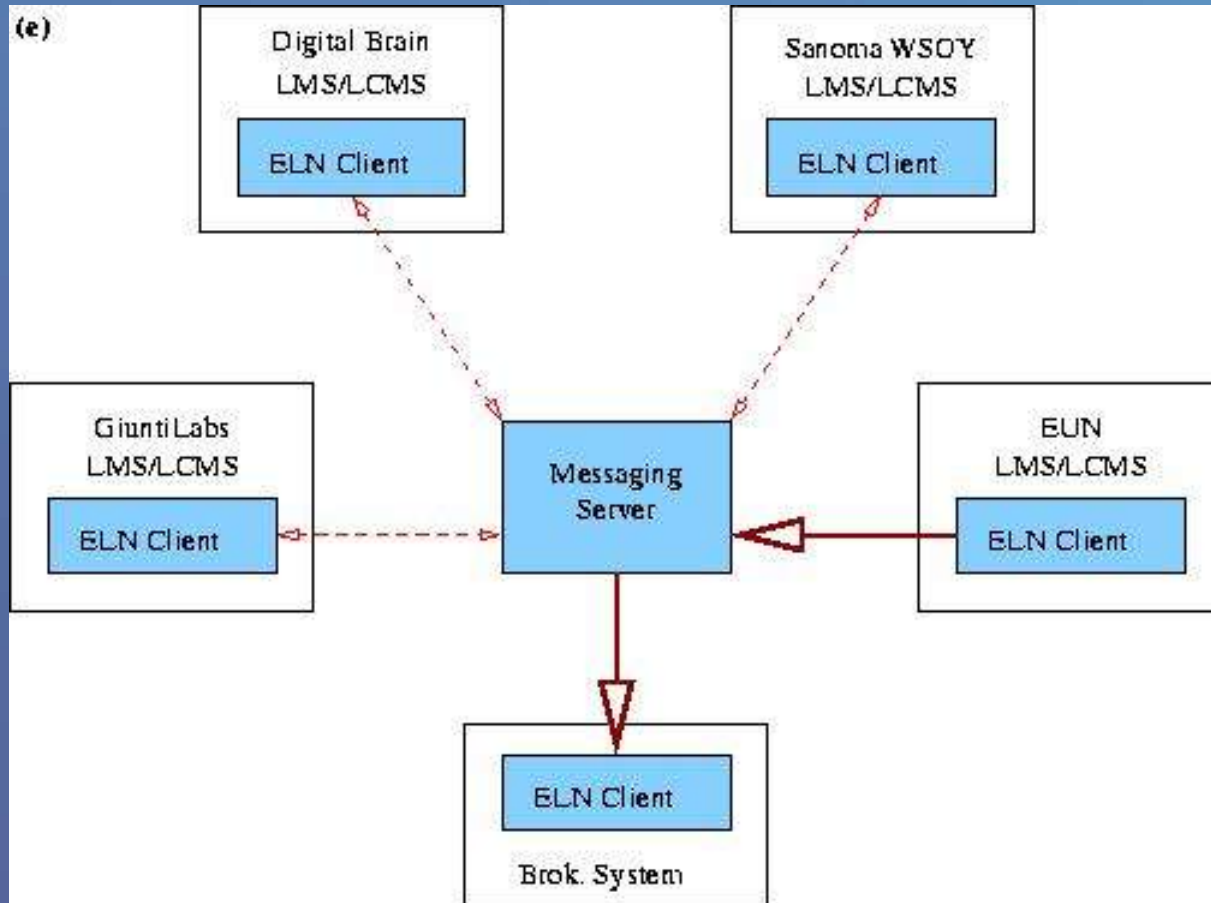 (e)
Digital Brain
LMS/LCMS
ELN Client
Sanoma WSOY
LMS/LCMS
ELN Client
GiuntiLabs
LMS/LCMS
ELN Client
Messaging
Server
EUN
LMS/LCMS
ELN Client
ELN Client
Brok. System